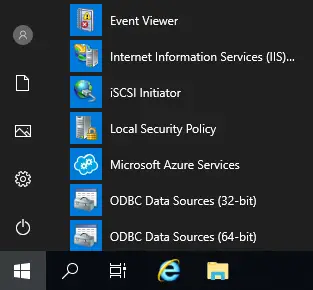 Event Viewer
Internet Information Services (IIS)...
iSCSI Initiator
Local Security Policy
Microsoft Azure Services
ODBC Data Sources (32-bit)
ODBC Data Sources (64-bit)